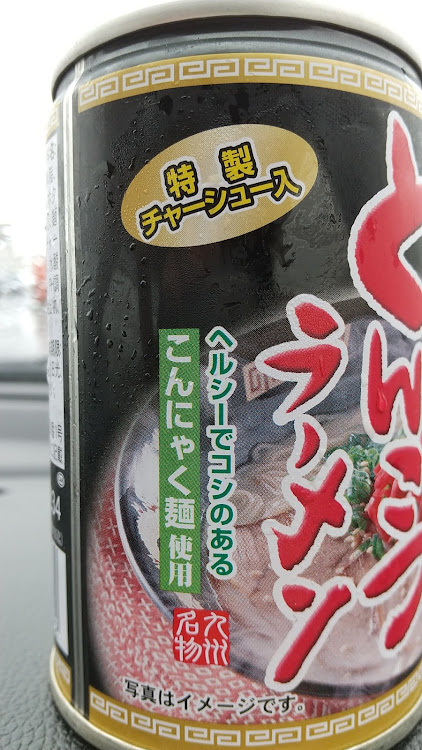 特製
チャーシュー入
とんこつ
ラーメン
ヘルシーでコシのある
こんにゃく麺使用
九州
名物
写真はイメージです。